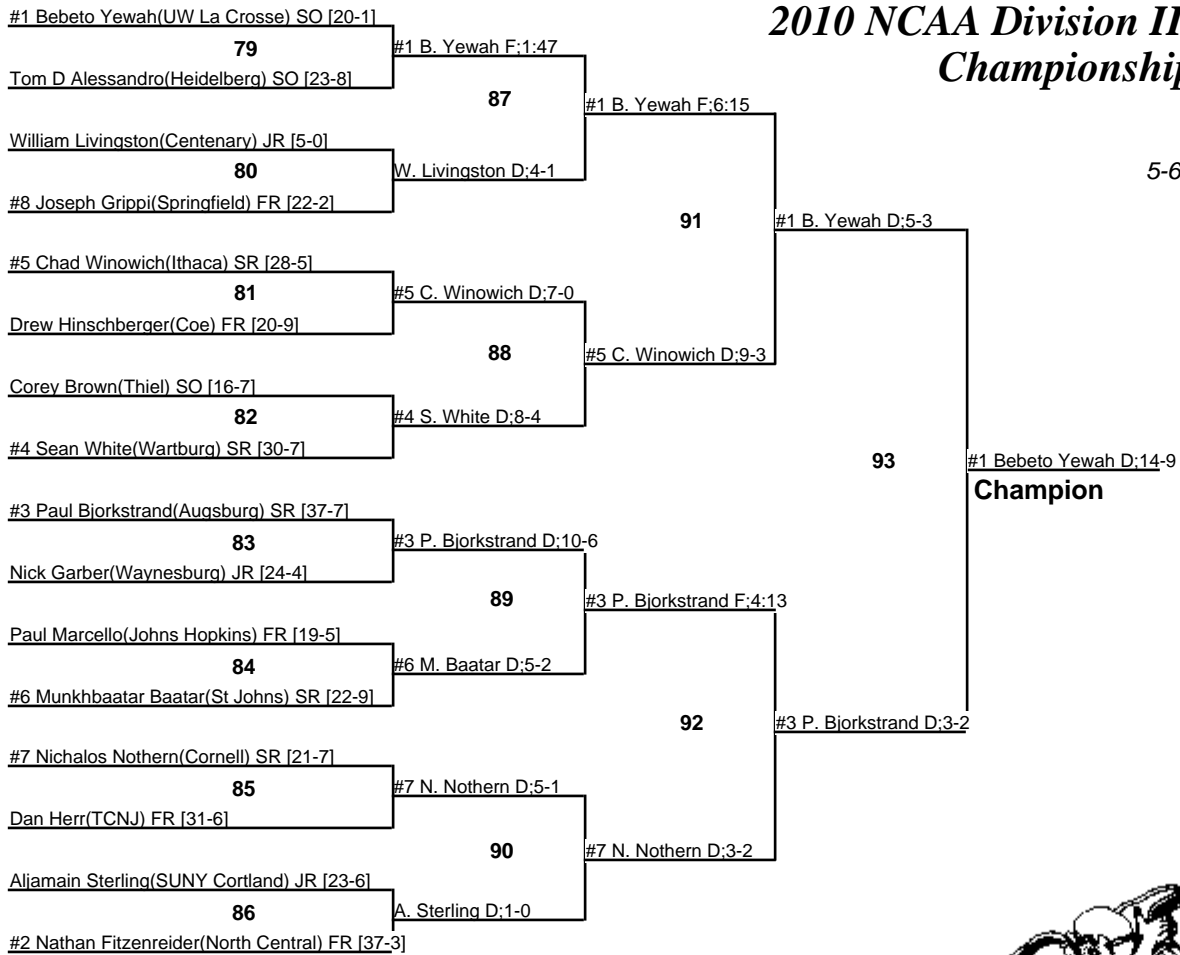 2010 NCAA Division II
Championship
5-6
#1 Bebeto Yewah(UW La Crosse) SO [20-1]
79
Tom D Alessandro(Heidelberg) SO [23-8]
William Livingston(Centenary) JR [5-0]
80
#8 Joseph Grippi(Springfield) FR [22-2]
#5 Chad Winowich(Ithaca) SR [28-5]
81
Drew Hinschberger(Coe) FR [20-9]
Corey Brown(Thiel) SO [16-7]
82
#4 Sean White(Wartburg) SR [30-7]
#3 Paul Bjorkstrand(Augsburg) SR [37-7]
83
Nick Garber(Waynesburg) JR [24-4]
Paul Marcello(Johns Hopkins) FR [19-5]
84
#6 Munkhbaatar Baatar(St Johns) SR [22-9]
#7 Nichalos Nothern(Cornell) SR [21-7]
85
Dan Herr(TCNJ) FR [31-6]
Aljamain Sterling(SUNY Cortland) JR [23-6]
86
#2 Nathan Fitzenreider(North Central) FR [37-3]
#1 B. Yewah F;1:47
87
W. Livingston D;4-1
#5 C. Winowich D;7-0
88
#4 S. White D;8-4
#3 P. Bjorkstrand D;10-6
89
#6 M. Baatar D;5-2
#7 N. Nothern D;5-1
90
A. Sterling D;1-0
#1 B. Yewah F;6:15
91
#5 C. Winowich D;9-3
#3 P. Bjorkstrand F;4:13
92
#7 N. Nothern D;3-2
#1 B. Yewah D;5-3
93
#3 P. Bjorkstrand D;3-2
#1 Bebeto Yewah D;14-9
Champion